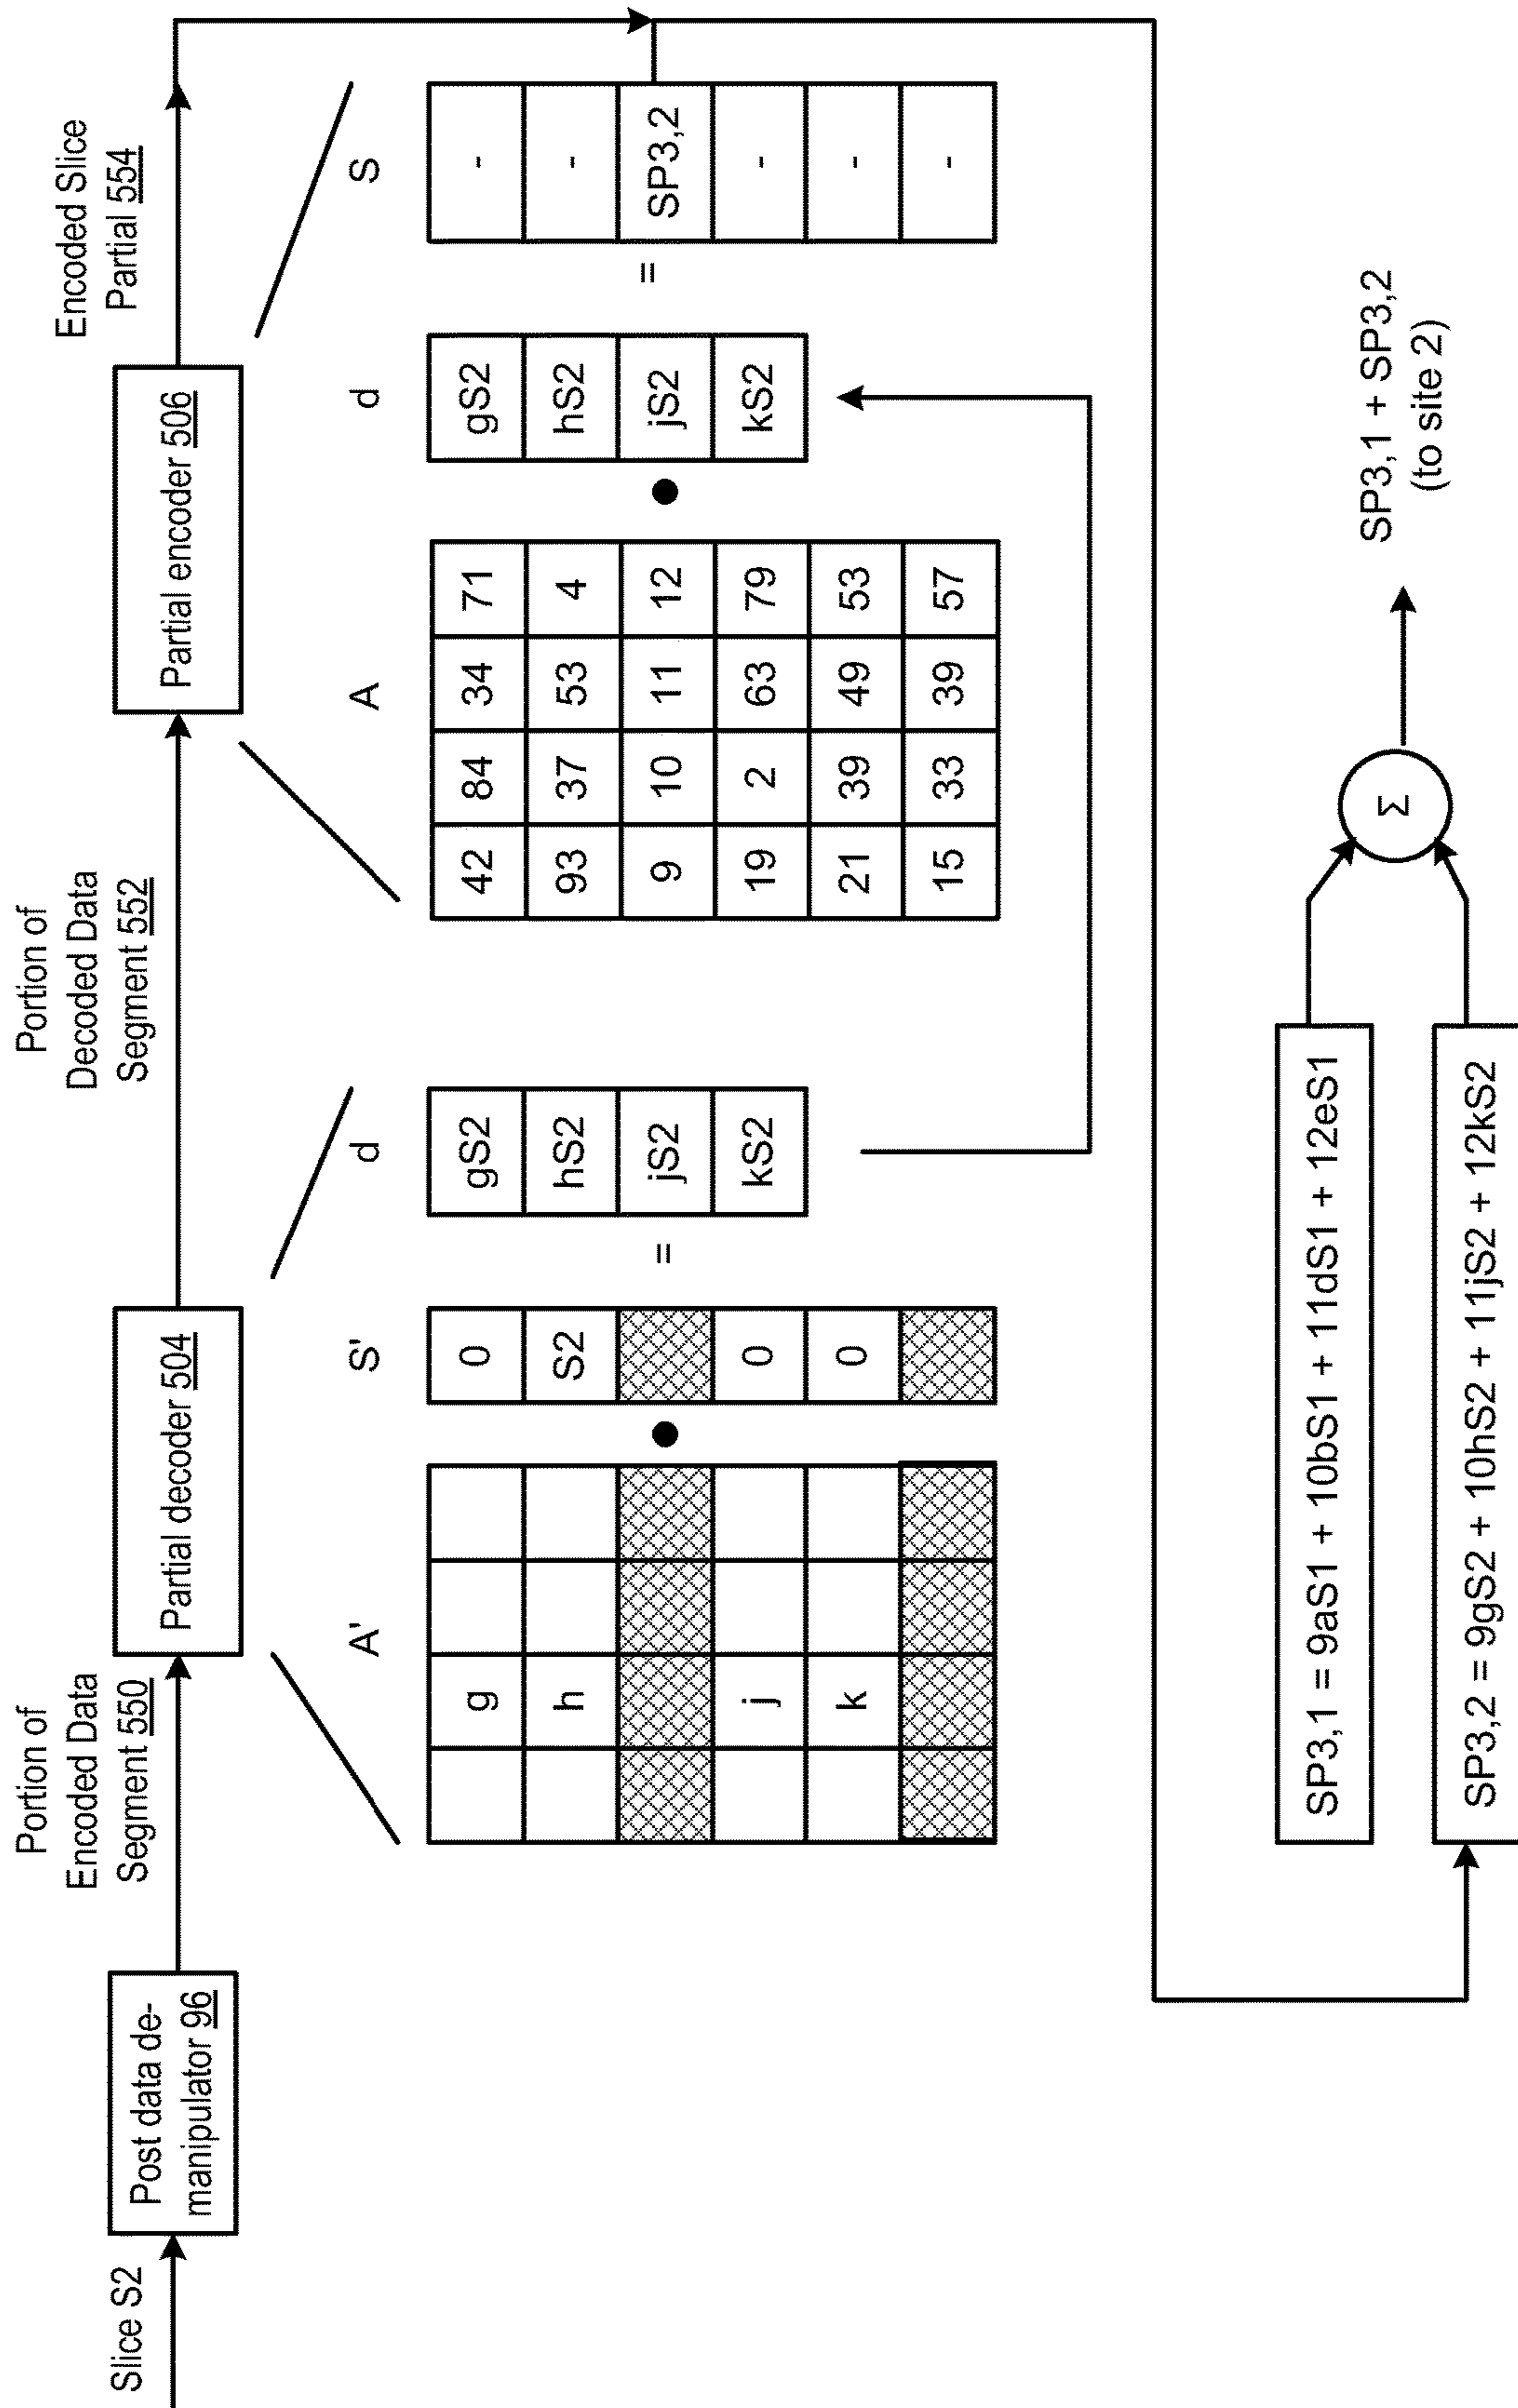 Slice S2
Post data de-
manipulator 96
Portion of
Encoded Data
Segment 550
Partial decoder 504
Portion of
Decoded Data
Segment 552
Partial encoder 506
Encoded Slice
Partial 554
A'
S'
d
A
d
S
g 0 gS2 42 84 34 71 gS2 -
h S2 hS2 93 37 53 4 hS2 -
● = jS2 9 10 11 12 ● jS2 = SP3,2
j 0 kS2 19 2 63 79 kS2 -
k 0 21 39 49 53 -
15 33 39 57 -
SP3,1 = 9aS1 + 10bS1 + 11dS1 + 12eS1
SP3,2 = 9gS2 + 10hS2 + 11jS2 + 12kS2
Σ
SP3,1 + SP3,2
(to site 2)